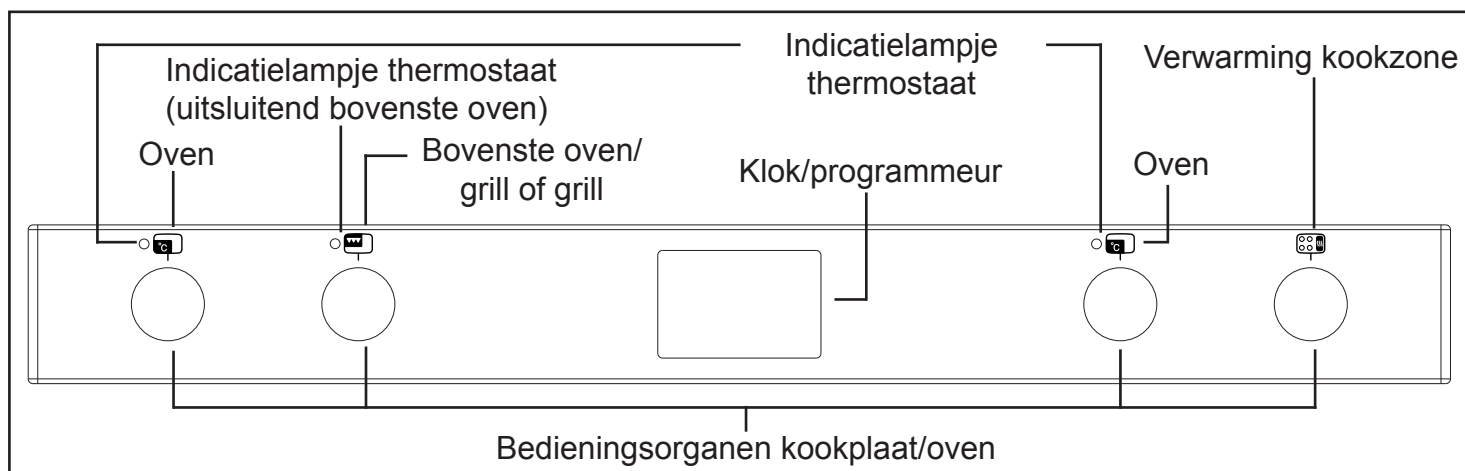 Indicatielampje
thermostaat
Verwarming kookzone
Indicatielampje thermostaat
(uitsluitend bovenste oven)
Oven
Bovenste oven/
grill of grill
Klok/programmeur
Oven
°C
°C
Bedieningsorganen kookplaat/oven